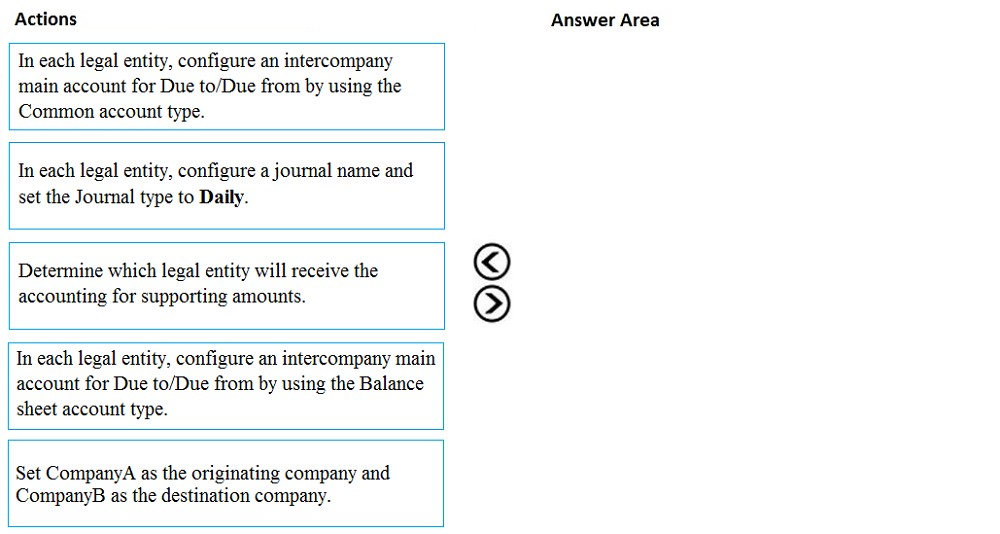 Actions
Answer Area
In each legal entity, configure an intercompany
main account for Due to/Due from by using the
Common account type.
In each legal entity, configure a journal name and
set the Journal type to Daily.
Determine which legal entity will receive the
accounting for supporting amounts.
In each legal entity, configure an intercompany main
account for Due to/Due from by using the Balance
sheet account type.
Set CompanyA as the originating company and
CompanyB as the destination company.